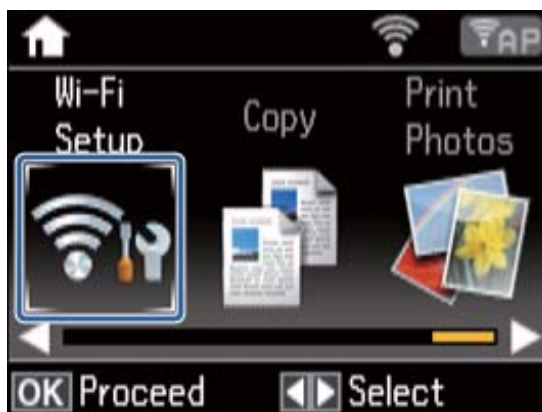 AP
Wi-Fi
Setup
Copy
Print
Photos
OK Proceed
Select